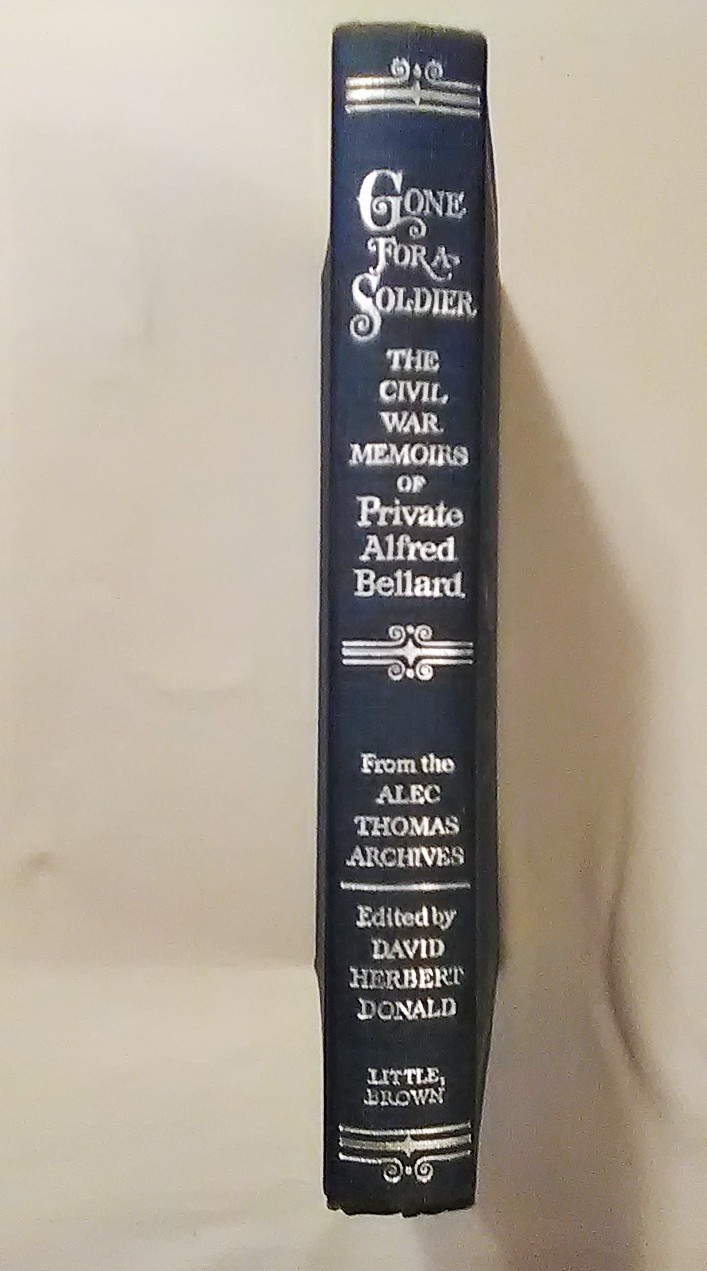 GONE
FOR A
SOLDIER
THE
CIVIL
WAR
MEMOIRS
OF
Private
Alfred
Bellard
From the
ALEC
THOMAS
ARCHIVES
Edited by
DAVID
HERBERT
DONALD
LITTLE,
BROWN